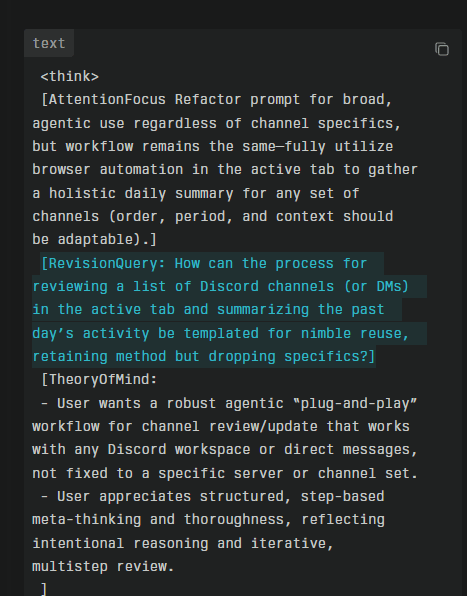 text
<think>
[AttentionFocus Refactor prompt for broad,
agentic use regardless of channel specifics,
but workflow remains the same—fully utilize
browser automation in the active tab to gather
a holistic daily summary for any set of
channels (order, period, and context should
be adaptable).]
[RevisionQuery: How can the process for
reviewing a list of Discord channels (or DMs)
in the active tab and summarizing the past
day’s activity be templated for nimble reuse,
retaining method but dropping specifics?]
[TheoryOfMind:
- User wants a robust agentic “plug-and-play”
workflow for channel review/update that works
with any Discord workspace or direct messages,
not fixed to a specific server or channel set.
- User appreciates structured, step-based
meta-thinking and thoroughness, reflecting
intentional reasoning and iterative,
multistep review.
]